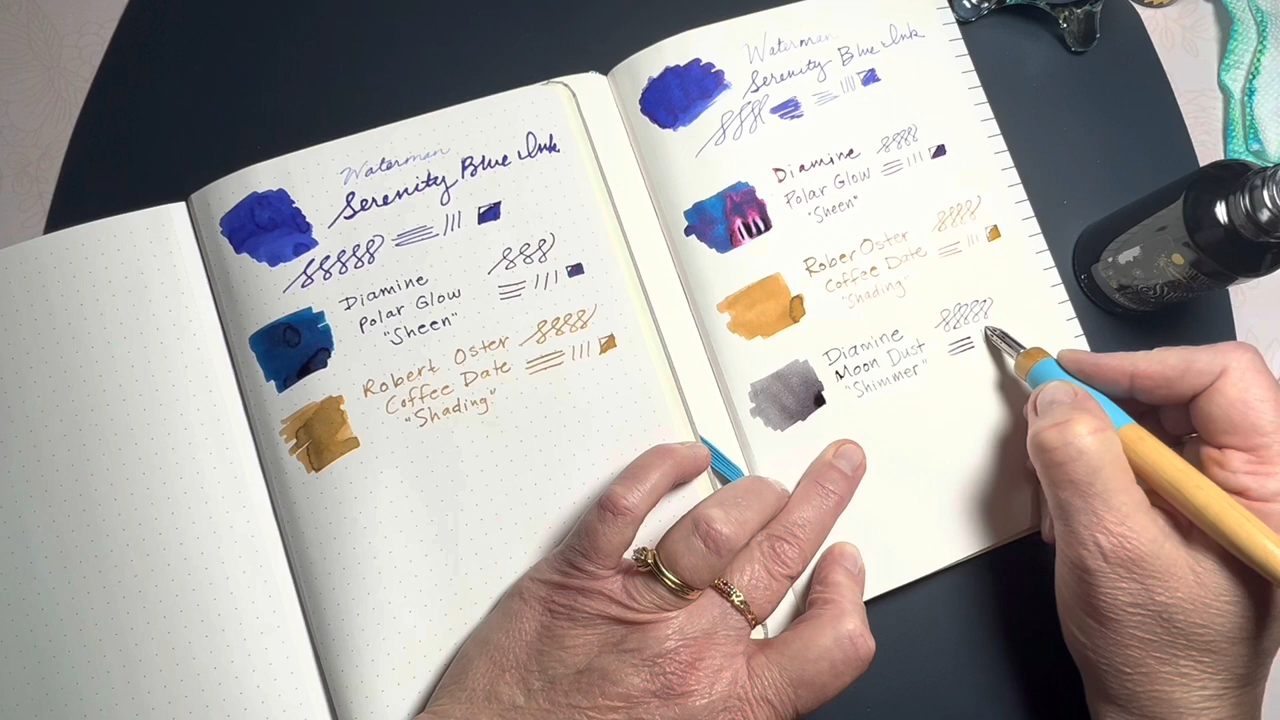 Waterman
Serenity Blue Ink
Diamine
Polar Glow
"Sheen"
Robert Oster
Coffee Date
"Shading"
Waterman
Serenity Blue Ink
Diamine
Polar Glow
"Sheen"
Rober Oster
Coffee Date
"Shading"
Diamine
Moon Dust
"Shimmer"